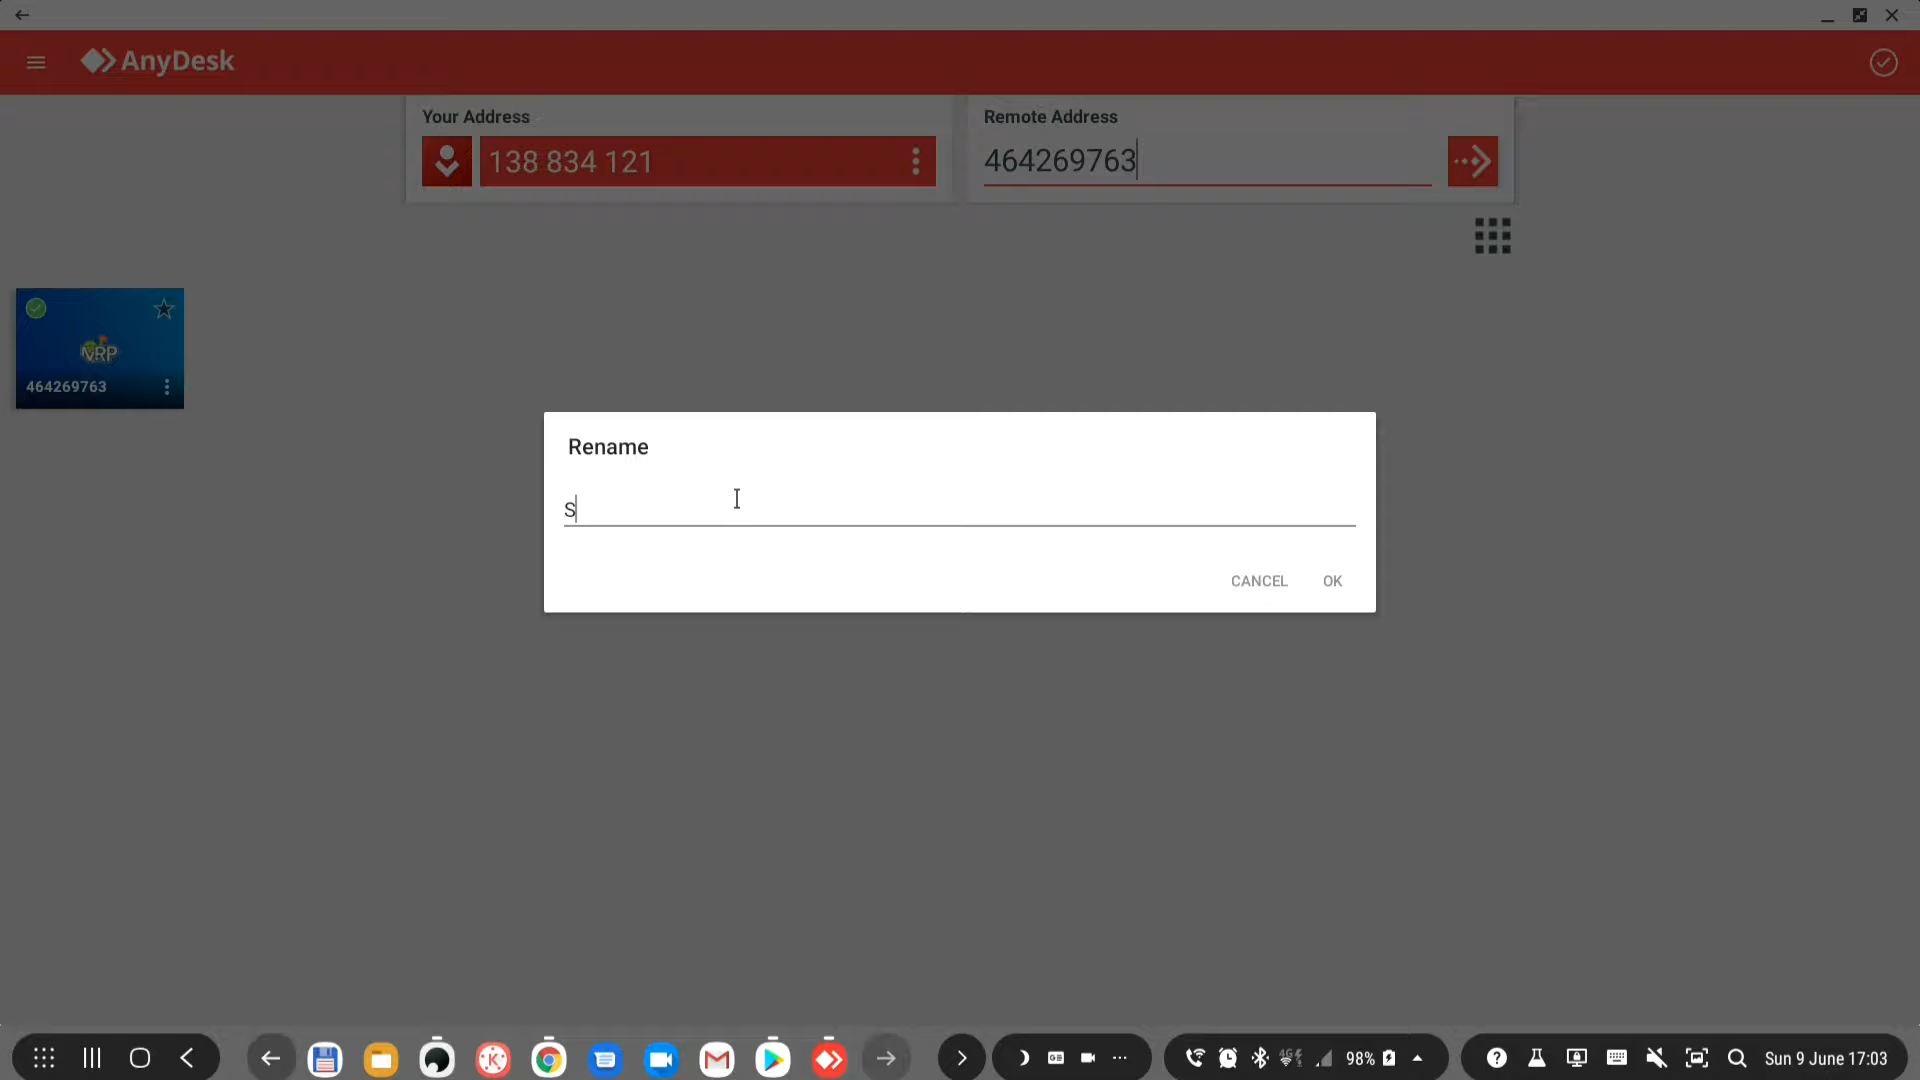 AnyDesk
Your Address
Remote Address
138 834 121
464269763
VRP
464269763
Rename
S
CANCEL
OK
98%
Sun 9 June 17:03